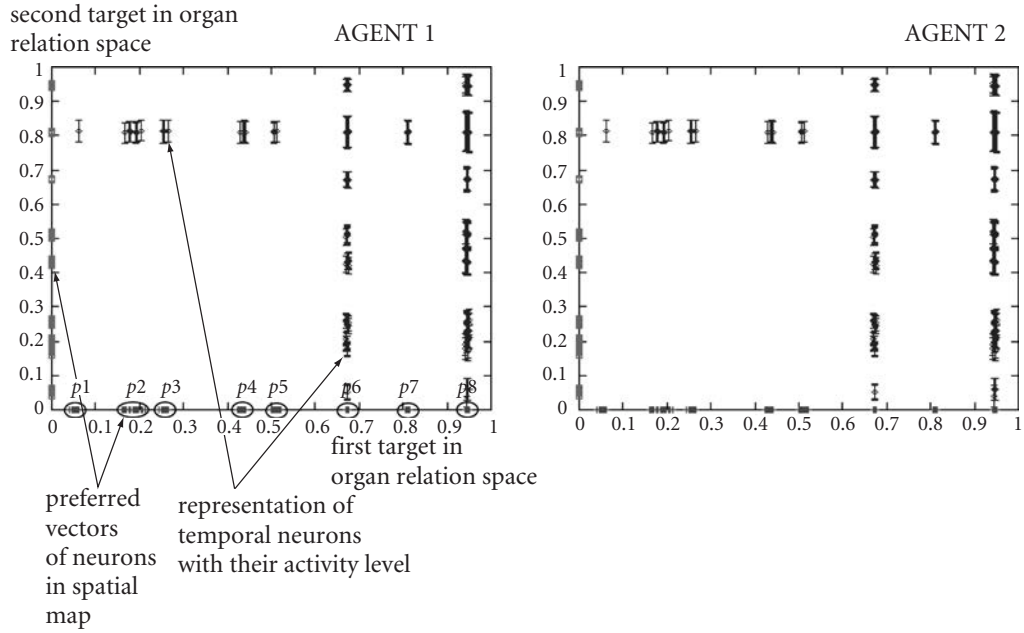 second target in organ
relation space
AGENT 1
AGENT 2
1
0.9
0.8
0.7
0.6
0.5
0.4
0.3
0.2
0.1
0
p1 p2 p3 p4 p5 p6 p7 p8
0 0.1 0.2 0.3 0.4 0.5 0.6 0.7 0.8 0.9 1
first target in
organ relation space
preferred
vectors
of neurons
in spatial
map
representation of
temporal neurons
with their activity level
1
0.9
0.8
0.7
0.6
0.5
0.4
0.3
0.2
0.1
0
0 0.1 0.2 0.3 0.4 0.5 0.6 0.7 0.8 0.9 1